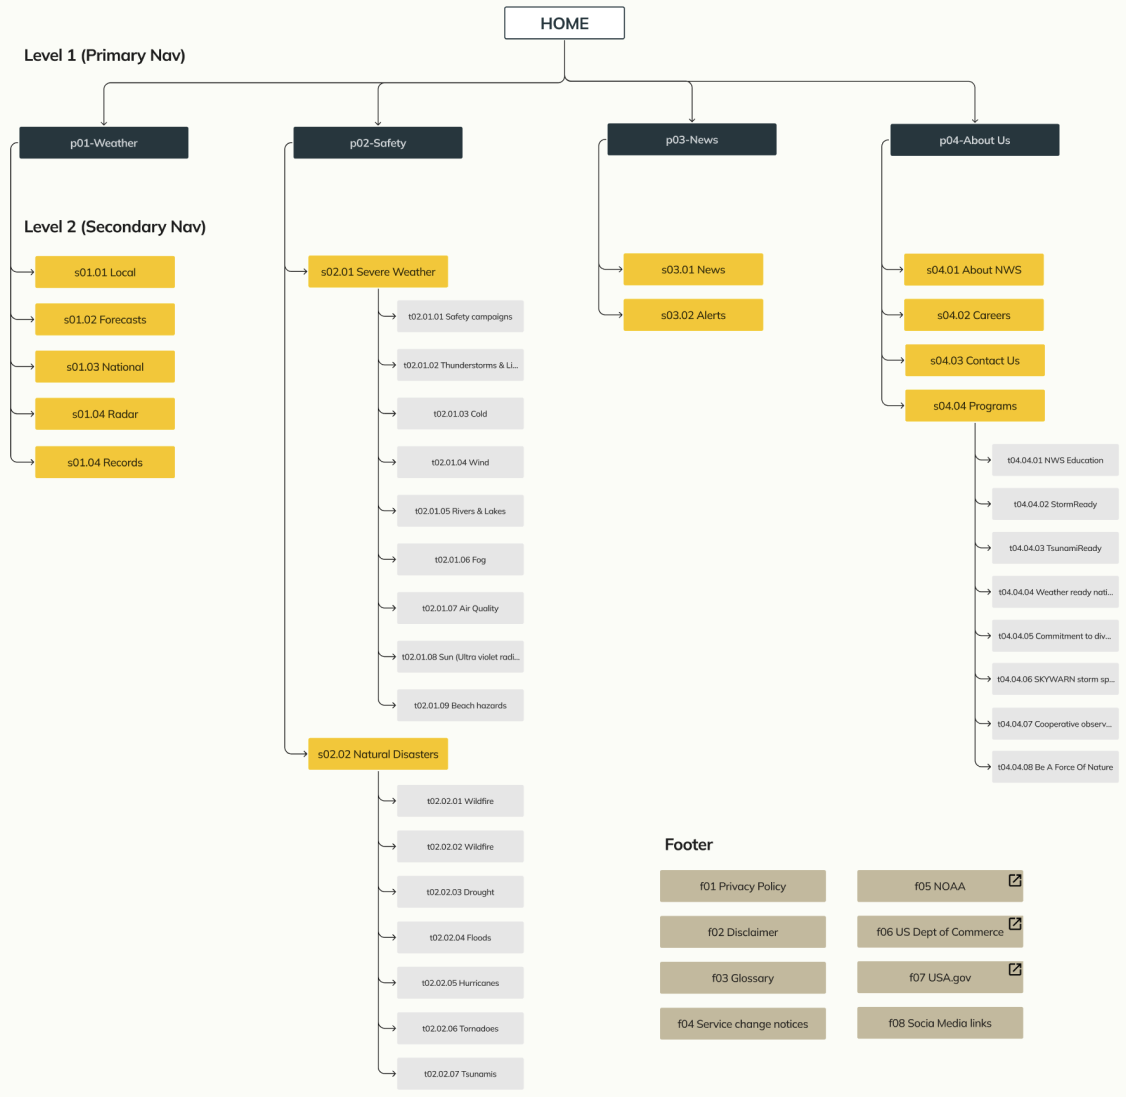 HOME
Level 1 (Primary Nav)
p01-Weather
p02-Safety
p03-News
p04-About Us
Level 2 (Secondary Nav)
s01.01 Local
s01.02 Forecasts
s01.03 National
s01.04 Radar
s01.04 Records
s02.01 Severe Weather
t02.01.01 Safety campaigns
t02.01.02 Thunderstorms & Li...
t02.01.03 Cold
t02.01.04 Wind
t02.01.05 Rivers & Lakes
t02.01.06 Fog
t02.01.07 Air Quality
t02.01.08 Sun (Ultra violet radi...
t02.01.09 Beach hazards
s02.02 Natural Disasters
t02.02.01 Wildfire
t02.02.02 Wildfire
t02.02.03 Drought
t02.02.04 Floods
t02.02.05 Hurricanes
t02.02.06 Tornadoes
t02.02.07 Tsunamis
s03.01 News
s03.02 Alerts
s04.01 About NWS
s04.02 Careers
s04.03 Contact Us
s04.04 Programs
t04.04.01 NWS Education
t04.04.02 StormReady
t04.04.03 TsunamiReady
t04.04.04 Weather ready nati...
t04.04.05 Commitment to div...
t04.04.06 SKYWARN storm sp...
t04.04.07 Cooperative observ...
t04.04.08 Be A Force Of Nature
Footer
f01 Privacy Policy
f02 Disclaimer
f03 Glossary
f04 Service change notices
f05 NOAA
f06 US Dept of Commerce
f07 USA.gov
f08 Socia Media links